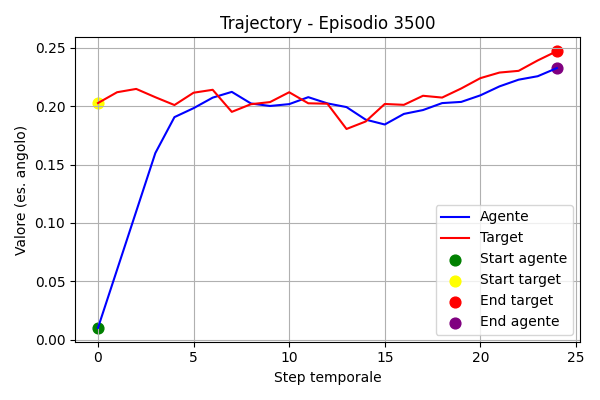 Trajectory - Episodio 3500
Valore (es. angolo)
0.25
0.20
0.15
0.10
0.05
0.00
0
5
10
15
20
25
Step temporale
Agente
Target
Start agente
Start target
End target
End agente